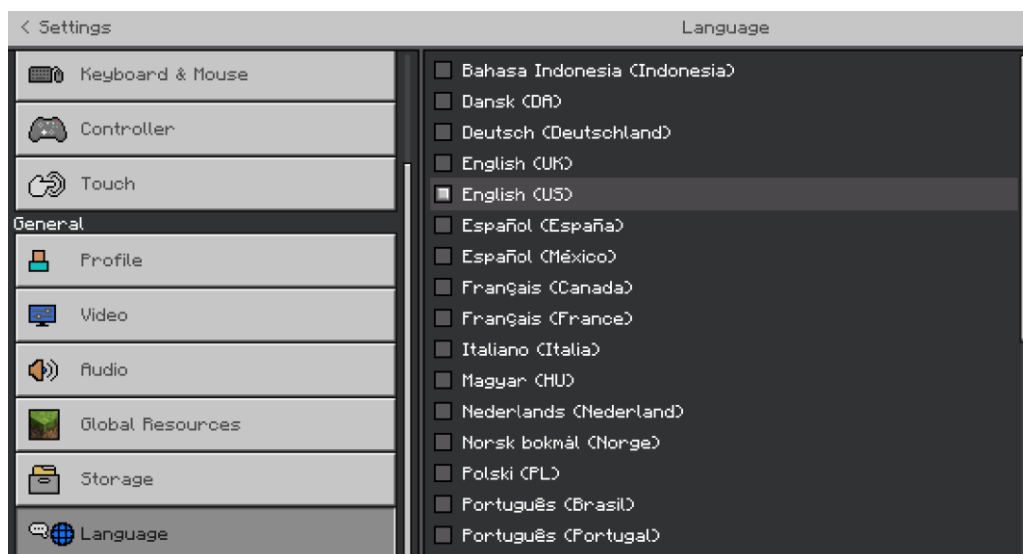 < Settings
Language
Keyboard & Mouse
Controller
Touch
General
Profile
Video
Audio
Global Resources
Storage
Language
Bahasa Indonesia (Indonesia)
Dansk (DA)
Deutsch (Deutschland)
English (UK)
English (US)
Español (España)
Español (México)
Français (Canada)
Français (France)
Italiano (Italia)
Magyar (HU)
Nederlands (Nederland)
Norsk bokmål (Norge)
Polski (PL)
Português (Brasil)
Português (Portugal)